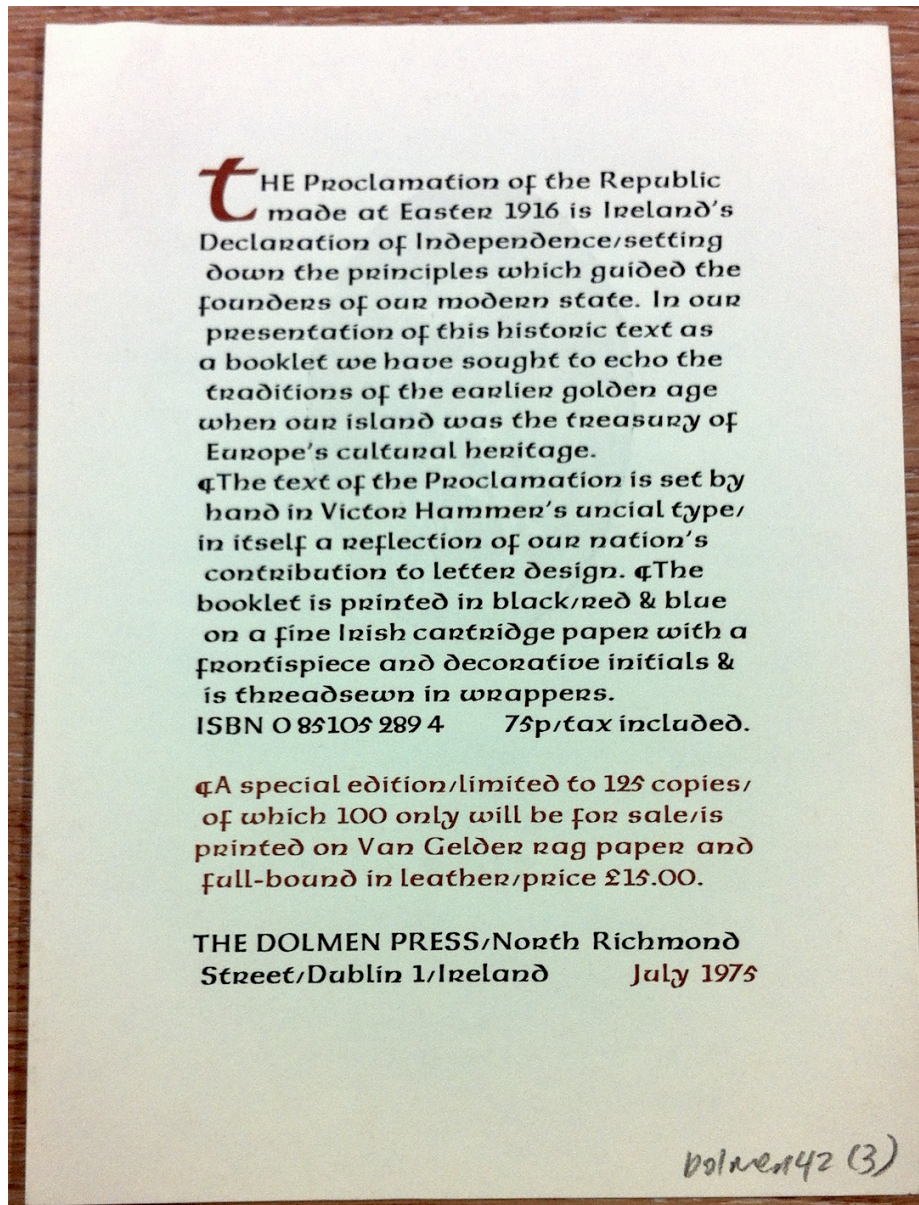 tHE Proclamation of the Republic
made at Easter 1916 is Ireland's
Declaration of Independence/setting
down the principles which guided the
founders of our modern state. In our
presentation of this historic text as
a booklet we have sought to echo the
traditions of the earlier golden age
when our island was the treasury of
Europe's cultural heritage.
¶The text of the Proclamation is set by
hand in Victor Hammer's uncial type/
in itself a reflection of our nation's
contribution to letter design. ¶The
booklet is printed in black/red & blue
on a fine Irish cartridge paper with a
frontispiece and decorative initials &
is threadsewn in wrappers.
ISBN 0 85105 289 4 75p/tax included.
¶A special edition/limited to 125 copies/
of which 100 only will be for sale/is
printed on Van Gelder rag paper and
full-bound in leather/price £15.00.
THE DOLMEN PRESS/North Richmond
Street/Dublin 1/Ireland July 1975
Dolmen42 (3)